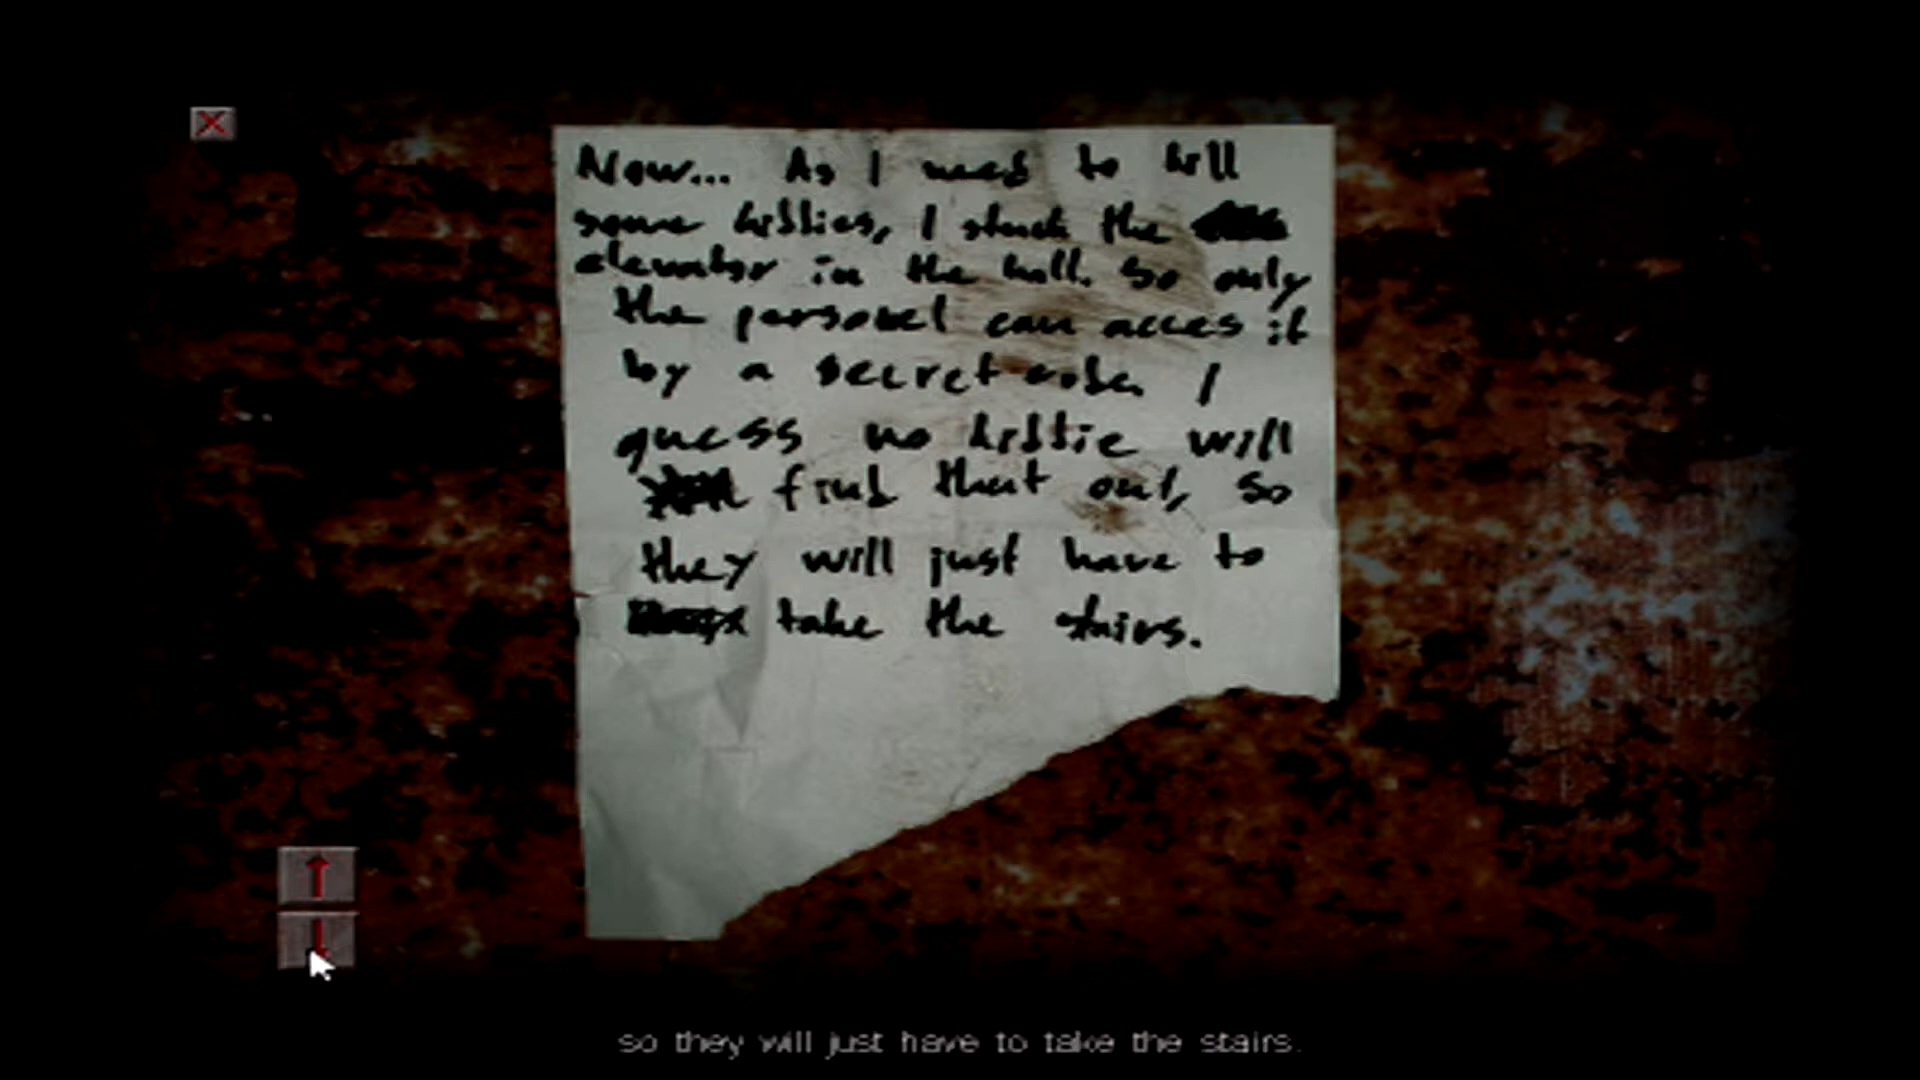 Now... As I need to kill
some kiddies, I stuck the
elevator in the hall. So only
the personel can acces it
by a secret code. I
guess no kiddie will
find that out, so
they will just have to
take the stairs.
so they will just have to take the stairs.